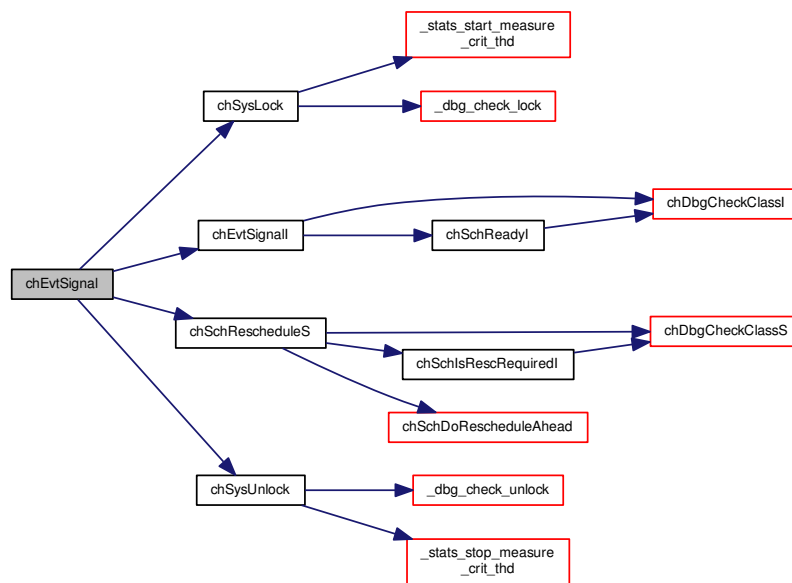 _stats_start_measure
_crit_thd
chSysLock
_dbg_check_lock
chDbgCheckClassI
chEvtSignalI
chSchReadyI
chEvtSignal
chSchRescheduleS
chDbgCheckClassS
chSchIsRescRequiredI
chSchDoRescheduleAhead
chSysUnlock
_dbg_check_unlock
_stats_stop_measure
_crit_thd